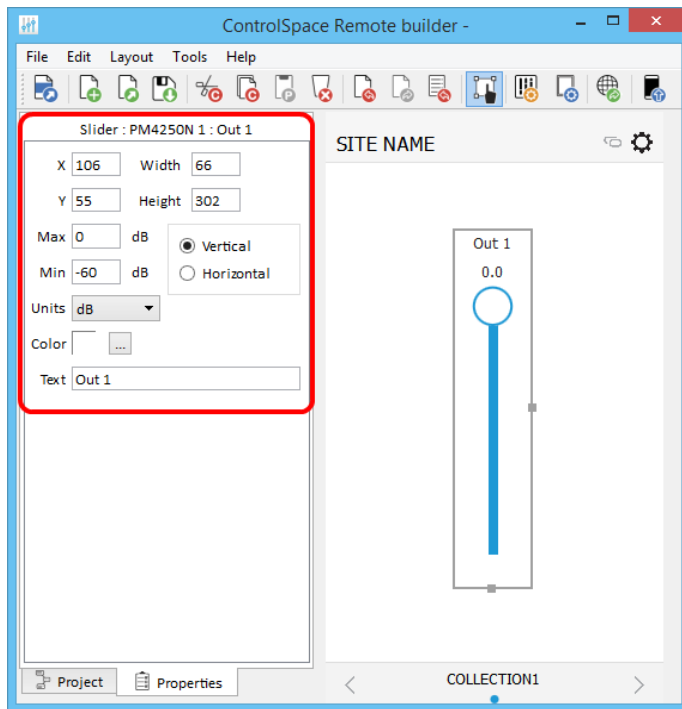 ControlSpace Remote builder -
File Edit Layout Tools Help
Slider : PM4250N 1 : Out 1
X 106 Width 66
Y 55 Height 302
Max 0 dB
Vertical
Min -60 dB
Horizontal
Units dB
Color ...
Text Out 1
Project Properties
SITE NAME
Out 1
0.0
COLLECTION1